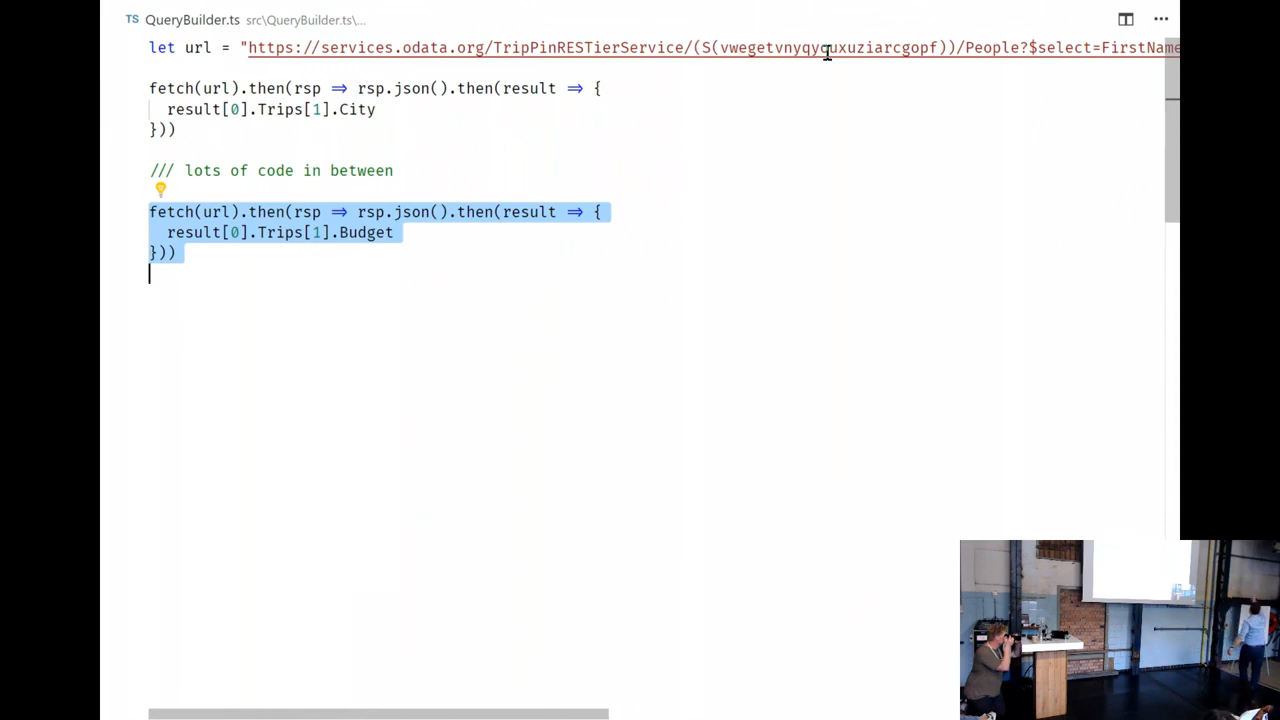 TS QueryBuilder.ts src\QueryBuilder.ts\...
let url = "https://services.odata.org/TripPinRESTierService/(S(vwegetvnyqycuxuziarcgopf))/People?$select=FirstName
fetch(url).then(rsp => rsp.json().then(result => {
result[0].Trips[1].City
}))
/// lots of code in between
fetch(url).then(rsp => rsp.json().then(result => {
result[0].Trips[1].Budget
}))